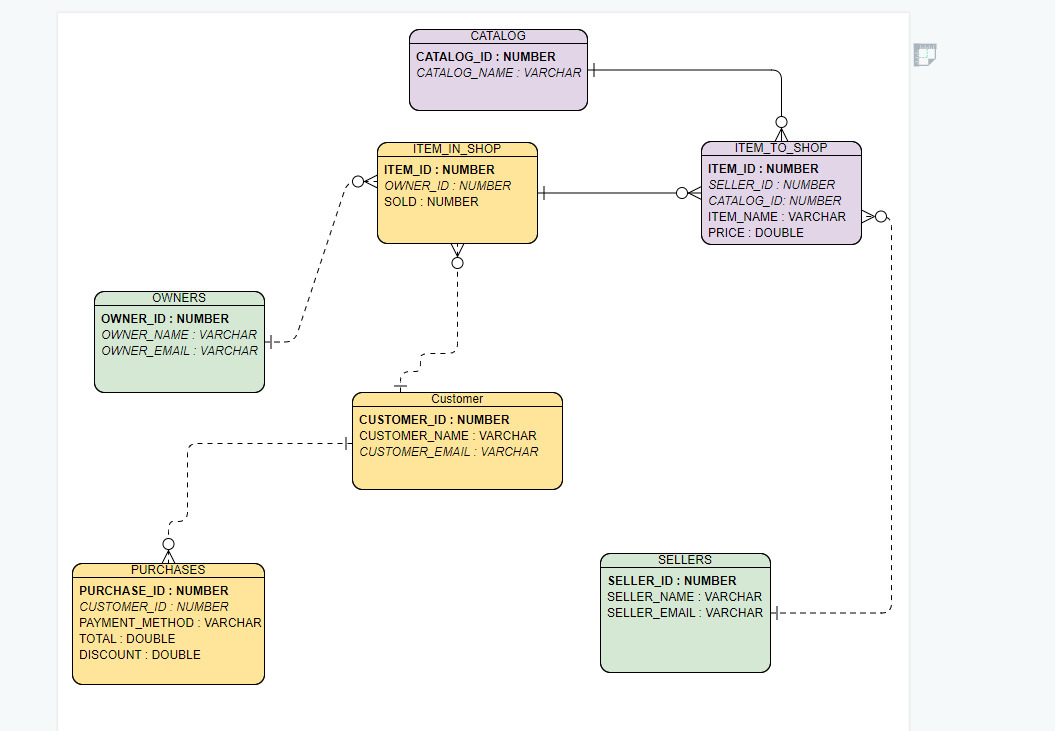 CATALOG
CATALOG_ID : NUMBER
CATALOG_NAME : VARCHAR
ITEM_IN_SHOP
ITEM_ID : NUMBER
OWNER_ID : NUMBER
SOLD : NUMBER
ITEM_TO_SHOP
ITEM_ID : NUMBER
SELLER_ID : NUMBER
CATALOG_ID: NUMBER
ITEM_NAME : VARCHAR
PRICE : DOUBLE
OWNERS
OWNER_ID : NUMBER
OWNER_NAME : VARCHAR
OWNER_EMAIL : VARCHAR
Customer
CUSTOMER_ID : NUMBER
CUSTOMER_NAME : VARCHAR
CUSTOMER_EMAIL : VARCHAR
PURCHASES
PURCHASE_ID : NUMBER
CUSTOMER_ID : NUMBER
PAYMENT_METHOD : VARCHAR
TOTAL : DOUBLE
DISCOUNT : DOUBLE
SELLERS
SELLER_ID : NUMBER
SELLER_NAME : VARCHAR
SELLER_EMAIL : VARCHAR